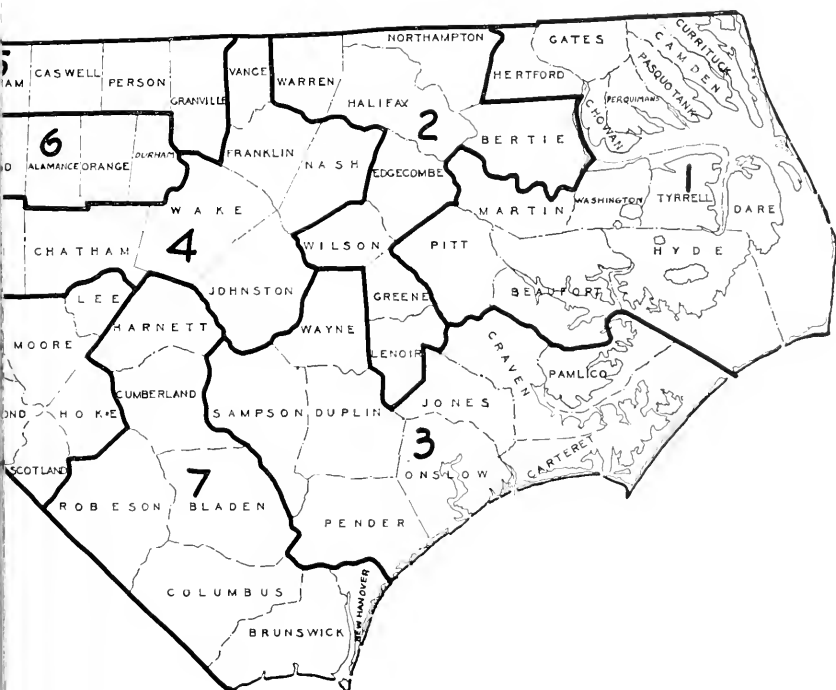 NORTHAMPTON
GATES
CURRITUCK
CAMDEN
PASQUOTANK
PERQUIMANS
CHOWAN
5
AM
CASWELL
PERSON
GRANVILLE
VANCE
WARREN
HALIFAX
HERTFORD
2
BERTIE
6
D
ALAMANCE
ORANGE
DURHAM
FRANKLIN
NASH
EDGECOMBE
1
MARTIN
WASHINGTON
TYRRELL
DARE
WAKE
4
CHATHAM
WILSON
PITT
HYDE
LEE
JOHNSTON
GREENE
BEAUFORT
MOORE
HARNETT
WAYNE
LENOIR
CRAVEN
PAMLICO
OND
HOKE
CUMBERLAND
SAMPSON
DUPLIN
JONES
3
CARTERET
SCOTLAND
7
ONSLOW
ROBESON
BLADEN
PENDER
COLUMBUS
NEW HANOVER
BRUNSWICK